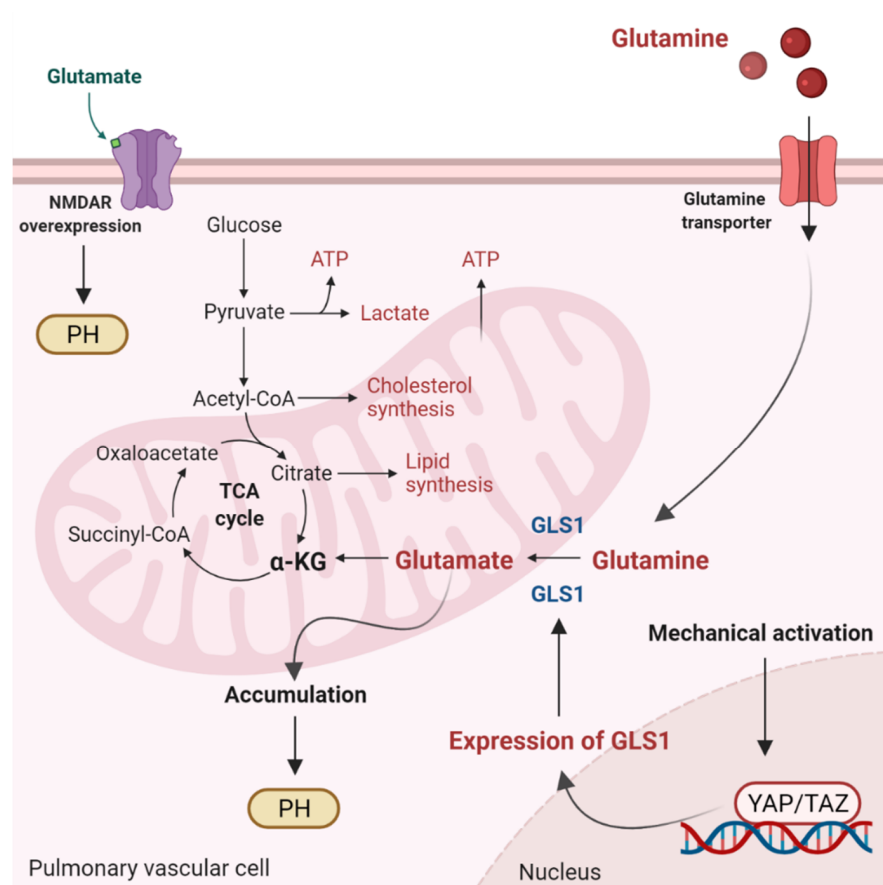 Glutamine
Glutamate
NMDAR
overexpression
PH
Glutamine
transporter
Glucose
ATP
ATP
Pyruvate
Lactate
Acetyl-CoA
Cholesterol
synthesis
Oxaloacetate
Citrate
Lipid
synthesis
TCA
cycle
Succinyl-CoA
α-KG
Glutamate
GLS1
Glutamine
GLS1
Mechanical activation
Accumulation
Expression of GLS1
PH
YAP/TAZ
Pulmonary vascular cell
Nucleus